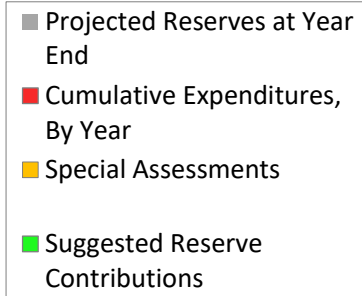 Projected Reserves at Year
End
Cumulative Expenditures,
By Year
Special Assessments
Suggested Reserve
Contributions